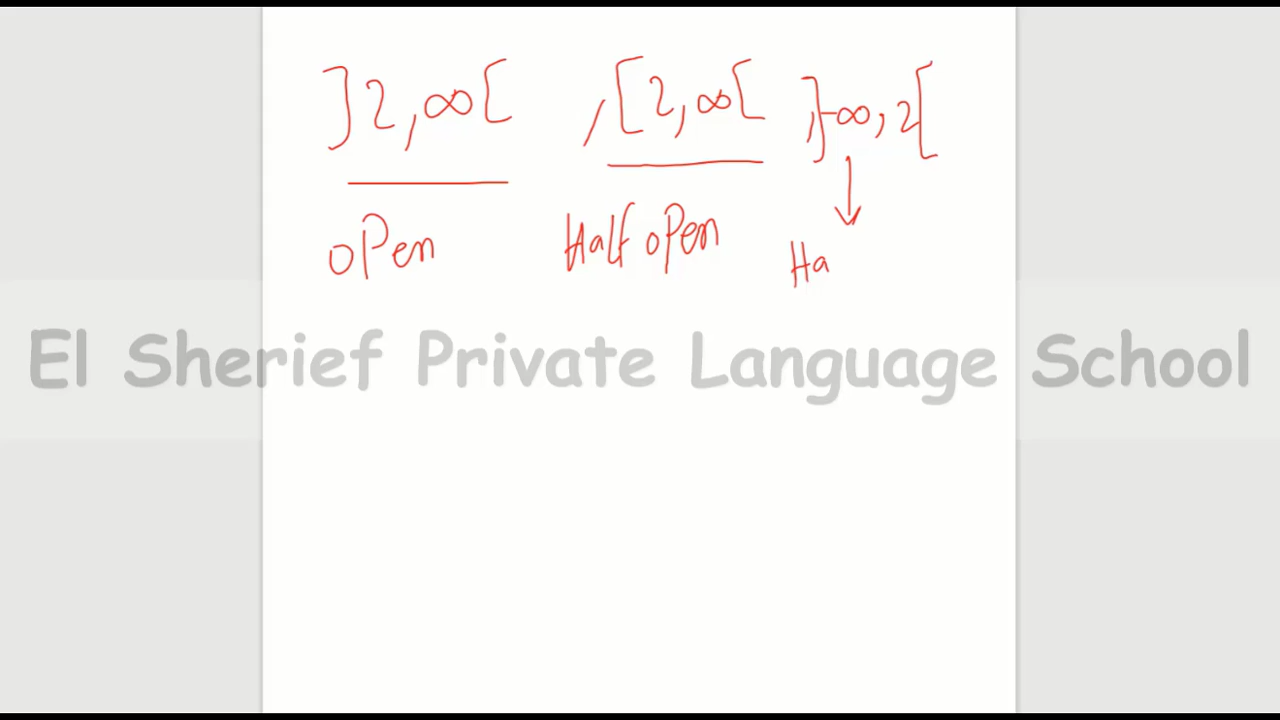 ]2,∞[ ,[2,∞[ ,]-∞,2[
oPen Half oPen Ha
El Sherief Private Language School